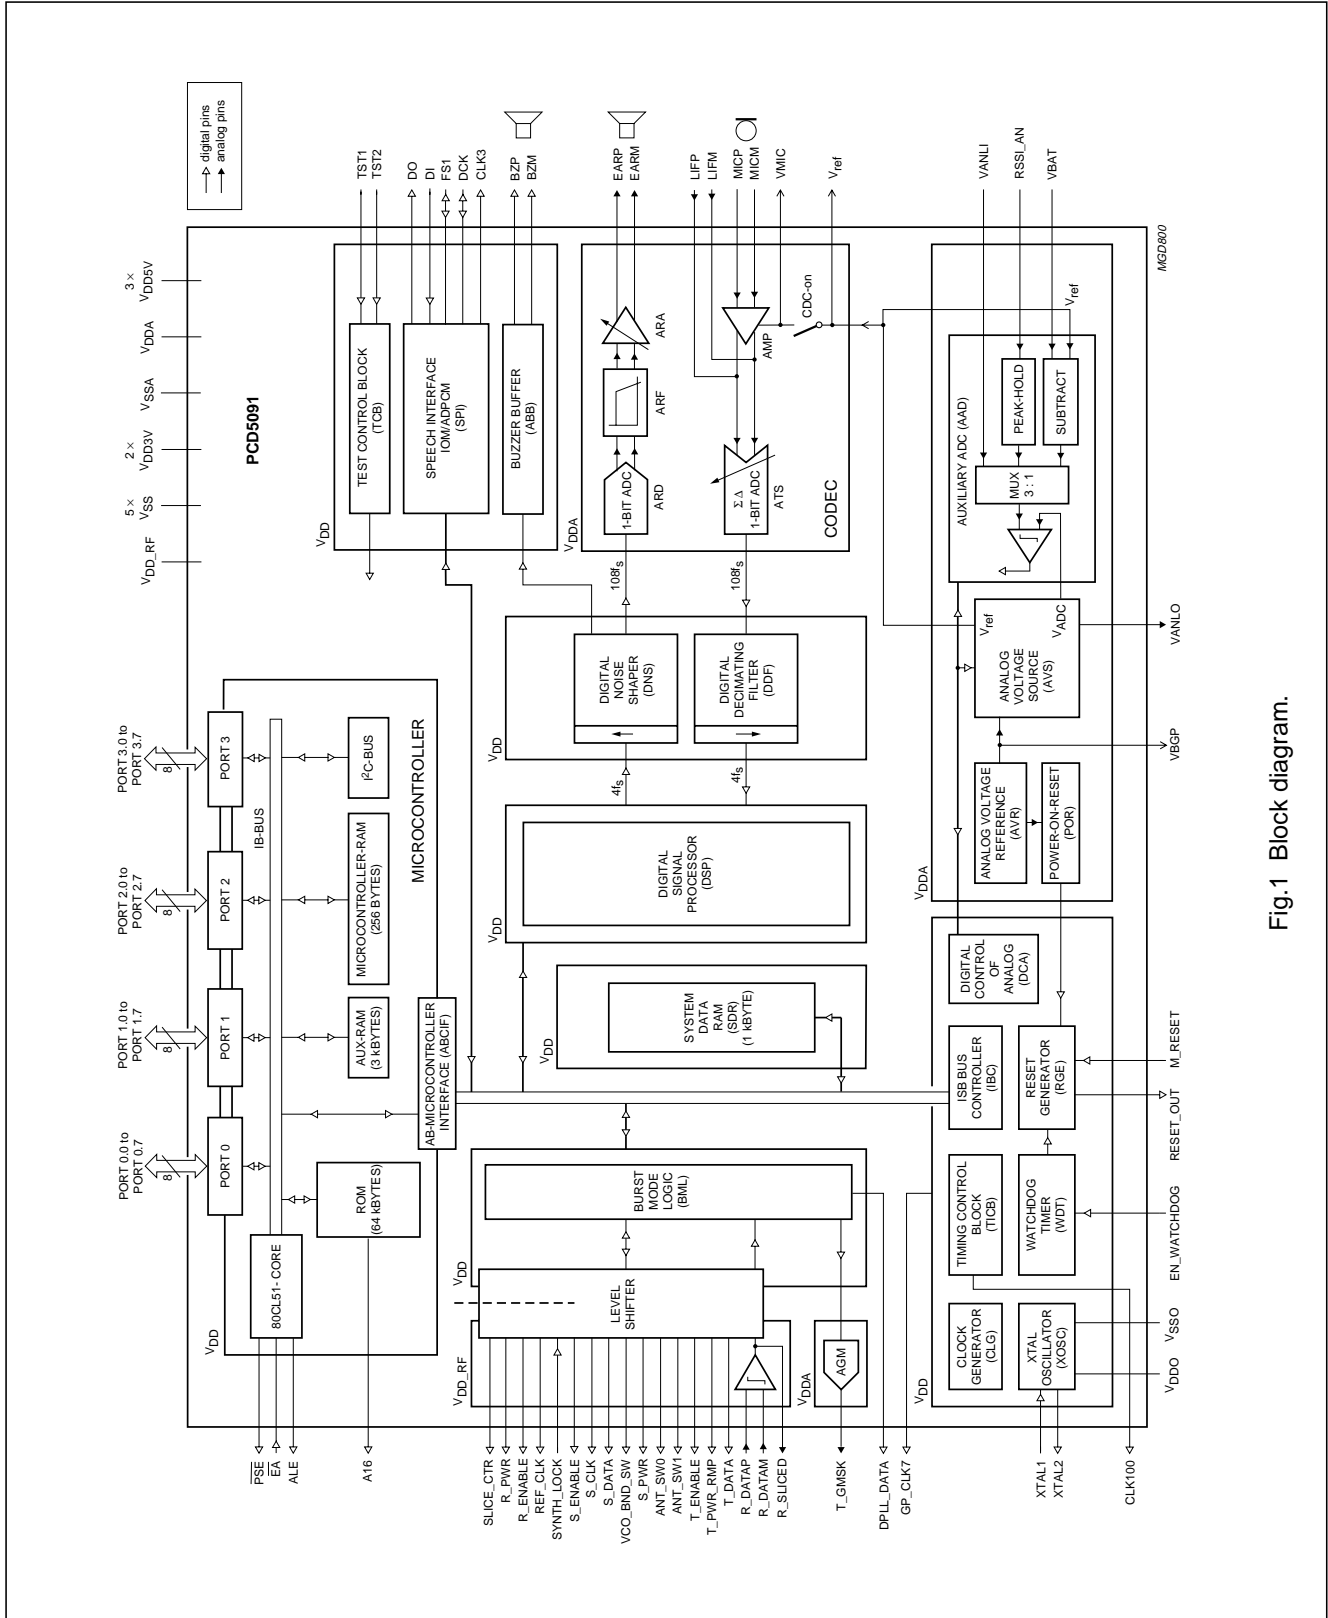 digital pins
analog pins
3 ×
VDD5V
VDDA
VSSA
2 ×
VDD3V
5 ×
VSS
VDD_RF
PCD5091
TST1
TST2
DO
DI
FS1
DCK
CLK3
BZP
BZM
EARP
EARM
LIFP
LIFM
MICP
MICM
VMIC
Vref
VANLI
RSSI_AN
VBAT
TEST CONTROL BLOCK
(TCB)
SPEECH INTERFACE
IOM/ADPCM
(SPI)
BUZZER BUFFER
(ABB)
VDD
VDDA
ARA
ARF
1-BIT ADC
ARD
AMP
CDC-on
Σ Δ
1-BIT ADC
ATS
CODEC
108fs
108fs
DIGITAL
NOISE
SHAPER
(DNS)
DIGITAL
DECIMATING
FILTER
(DDF)
VDD
4fs
4fs
DIGITAL
SIGNAL
PROCESSOR
(DSP)
VDD
SYSTEM
DATA
RAM
(SDR)
(1 kBYTE)
VDD
PORT 3.0 to
PORT 3.7
8
PORT 3
PORT 2.0 to
PORT 2.7
8
PORT 2
PORT 1.0 to
PORT 1.7
8
PORT 1
PORT 0.0 to
PORT 0.7
8
PORT 0
IB-BUS
I2C-BUS
MICROCONTROLLER-RAM
(256 BYTES)
AUX-RAM
(3 kBYTES)
AB-MICROCONTROLLER
INTERFACE (ABCIF)
ROM
(64 kBYTES)
80CL51- CORE
VDD
MICROCONTROLLER
BURST
MODE
LOGIC
(BML)
VDD
LEVEL
SHIFTER
VDD_RF
VDDA
AGM
PSE
EA
ALE
A16
SLICE_CTR
R_PWR
R_ENABLE
REF_CLK
SYNTH_LOCK
S_ENABLE
S_CLK
S_DATA
VCO_BND_SW
S_PWR
ANT_SW0
ANT_SW1
T_ENABLE
T_PWR_RMP
T_DATA
R_DATAP
R_DATAM
R_SLICED
T_GMSK
DPLL_DATA
GP_CLK7
XTAL1
XTAL2
CLK100
AUXILIARY ADC (AAD)
PEAK-HOLD
SUBTRACT
Vref
MUX
3 : 1
Vref
VADC
ANALOG
VOLTAGE
SOURCE
(AVS)
ANALOG VOLTAGE
REFERENCE
(AVR)
POWER-ON-RESET
(POR)
VDDA
VANLO
VBGP
DIGITAL
CONTROL
OF
ANALOG
(DCA)
ISB BUS
CONTROLLER
(IBC)
RESET
GENERATOR
(RGE)
TIMING CONTROL
BLOCK
(TICB)
WATCHDOG
TIMER
(WDT)
CLOCK
GENERATOR
(CLG)
XTAL
OSCILLATOR
(XOSC)
VDD
M_RESET
RESET_OUT
EN_WATCHDOG
VSSO
VDDO
MGD800
Fig.1 Block diagram.